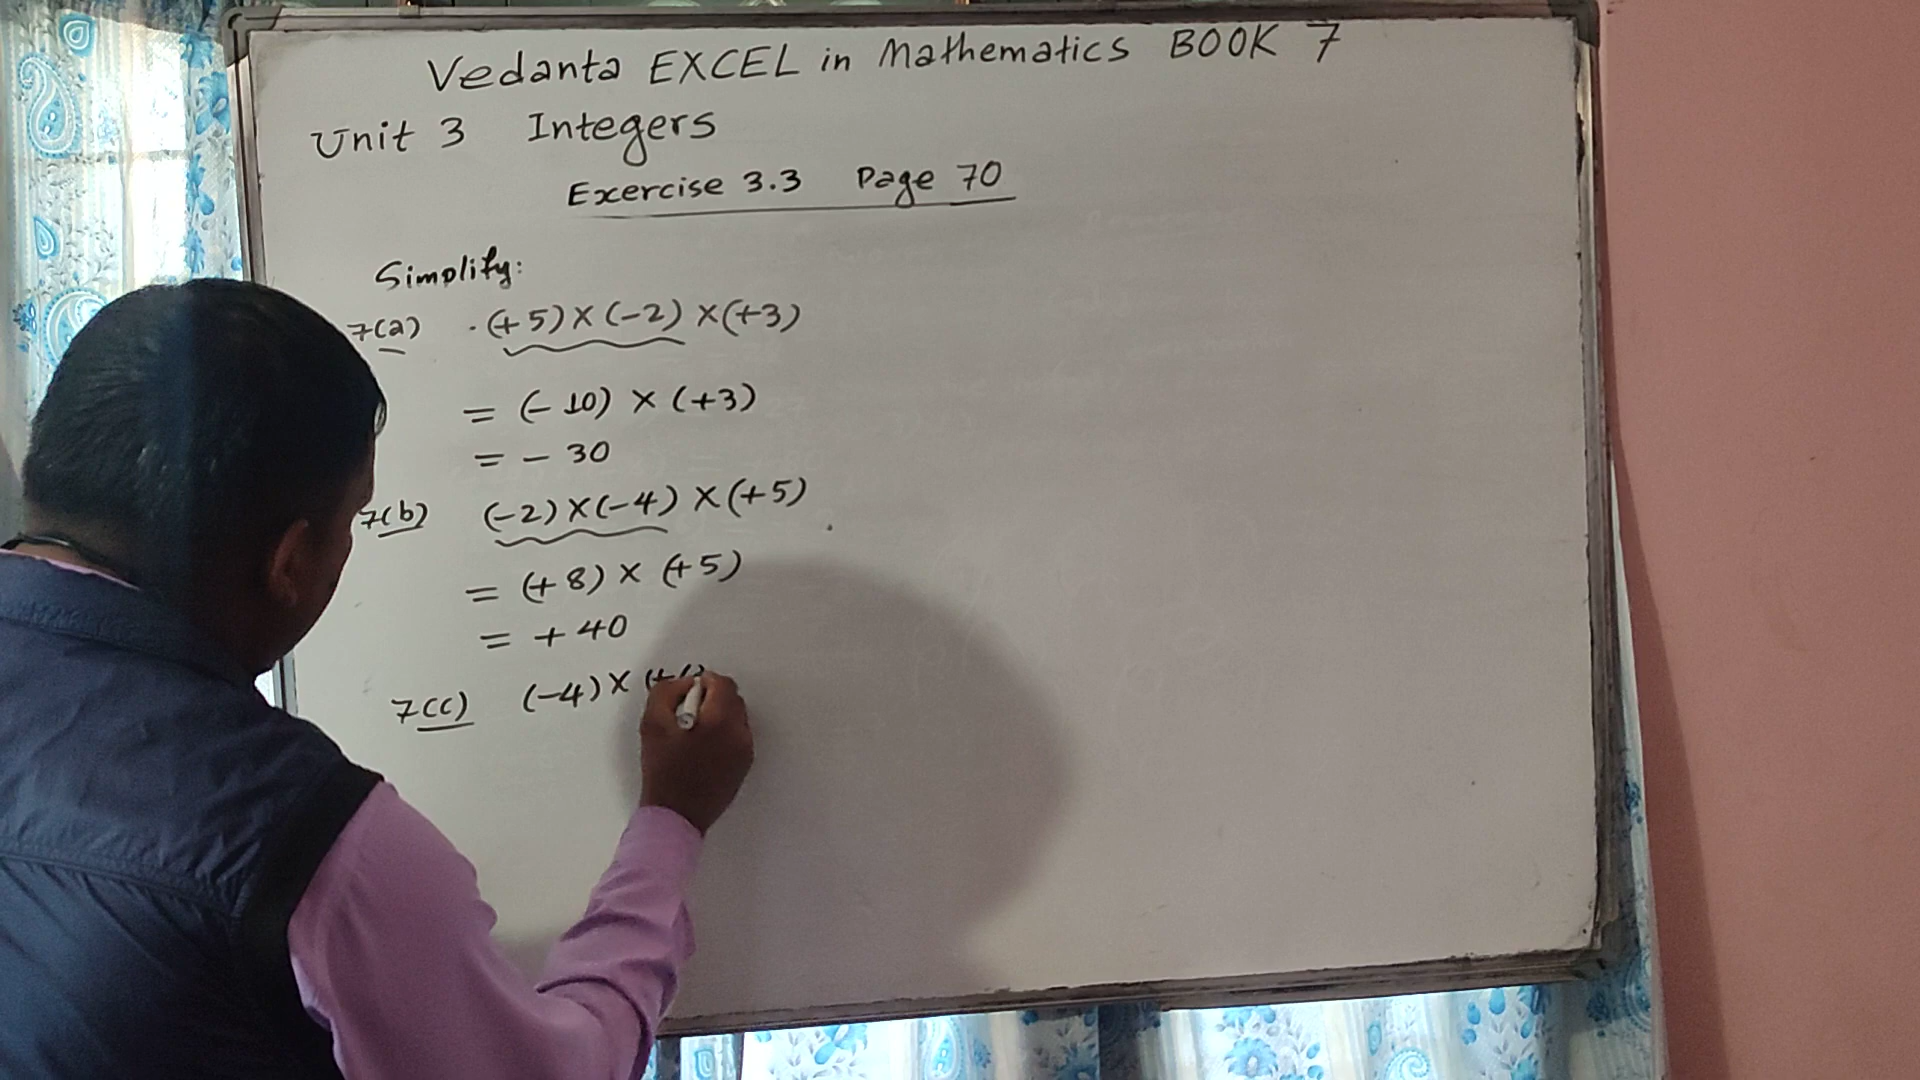 Vedanta EXCEL in Mathematics BOOK 7
Unit 3 Integers
Exercise 3.3 Page 70
Simplify:
7(a) (+5)×(-2)×(+3)
= (-10) × (+3)
= - 30
7(b) (-2)×(-4)×(+5)
= (+8) × (+5)
= + 40
7(c) (-4)× (+